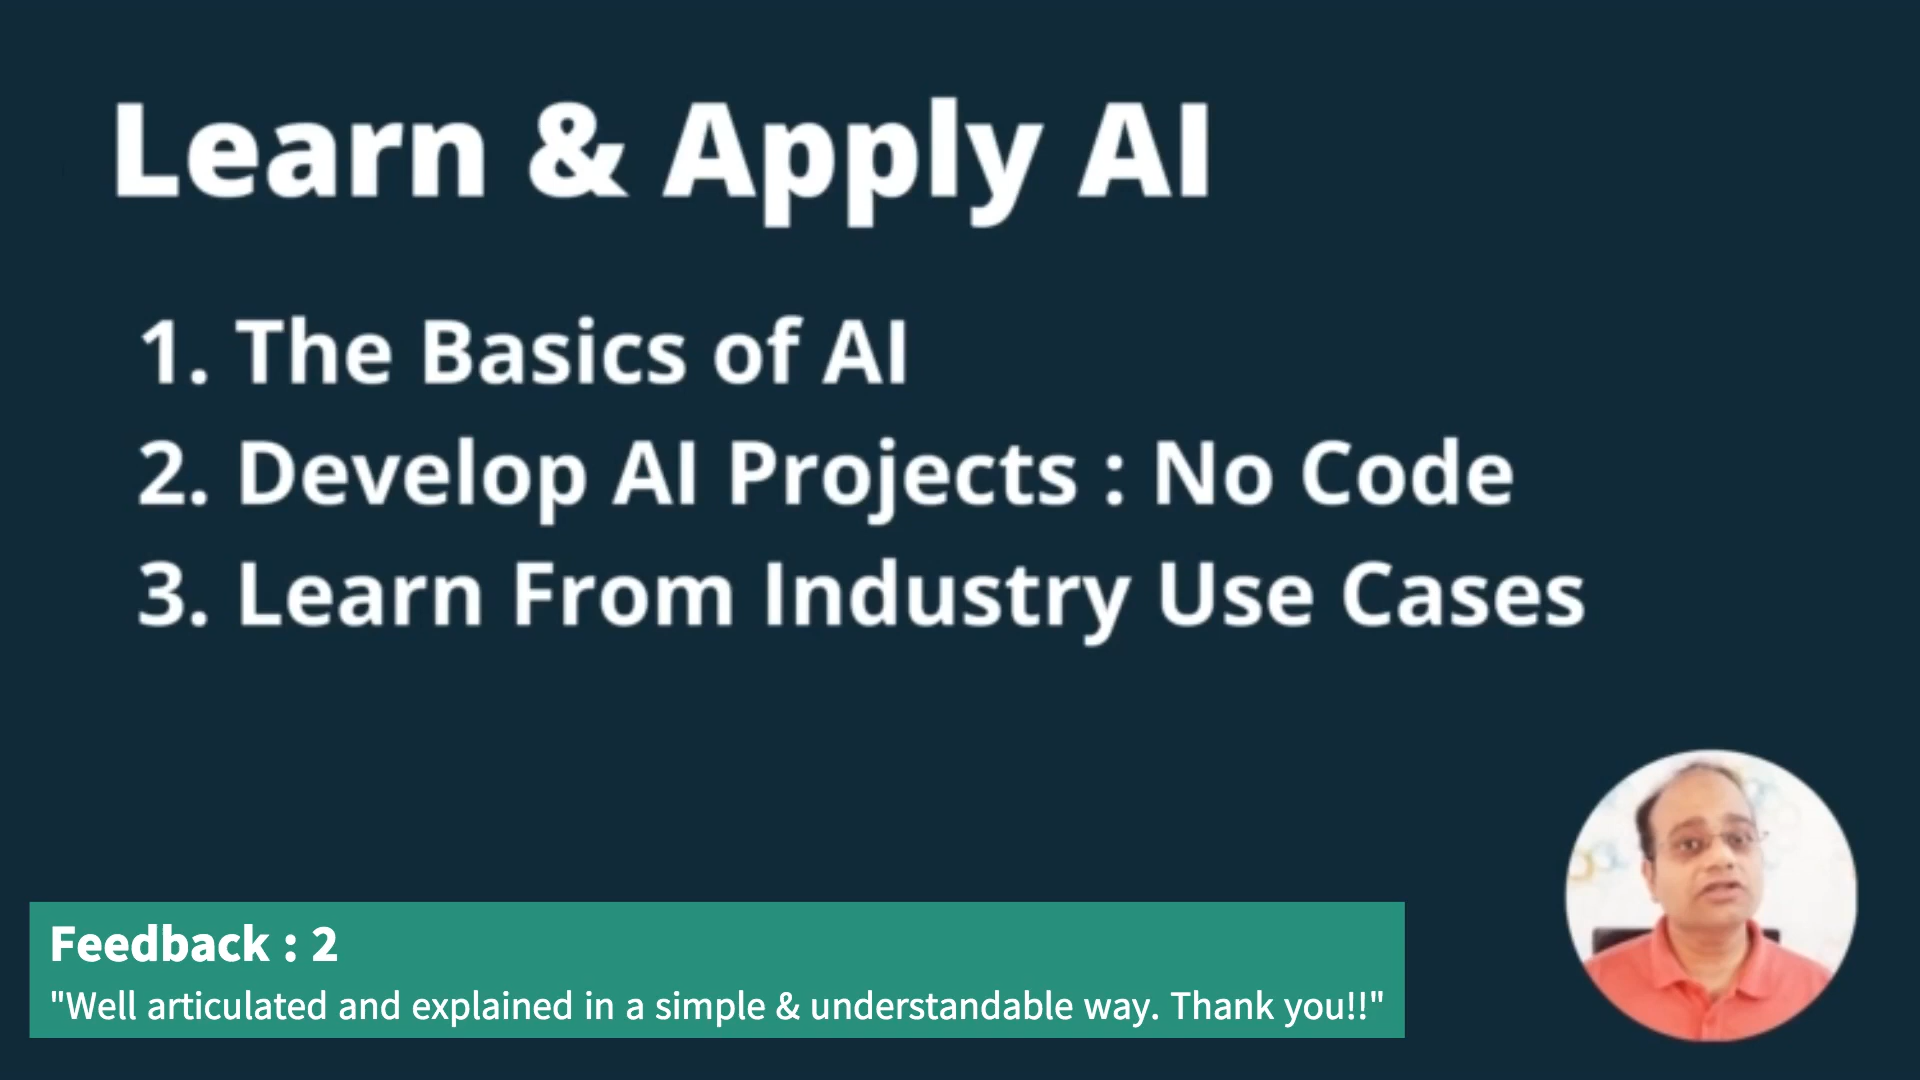 Learn & Apply AI
1. The Basics of AI
2. Develop AI Projects : No Code
3. Learn From Industry Use Cases
Feedback : 2
"Well articulated and explained in a simple & understandable way. Thank you!!"